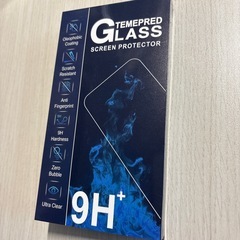 GLASS
TEMEPRED
SCREEN PROTECTOR
Oleophobic
Coating
Scratch
Resistant
Anti
Fingerprint
9H
Hardness
Zero
Bubble
Ultra Clear
9H+